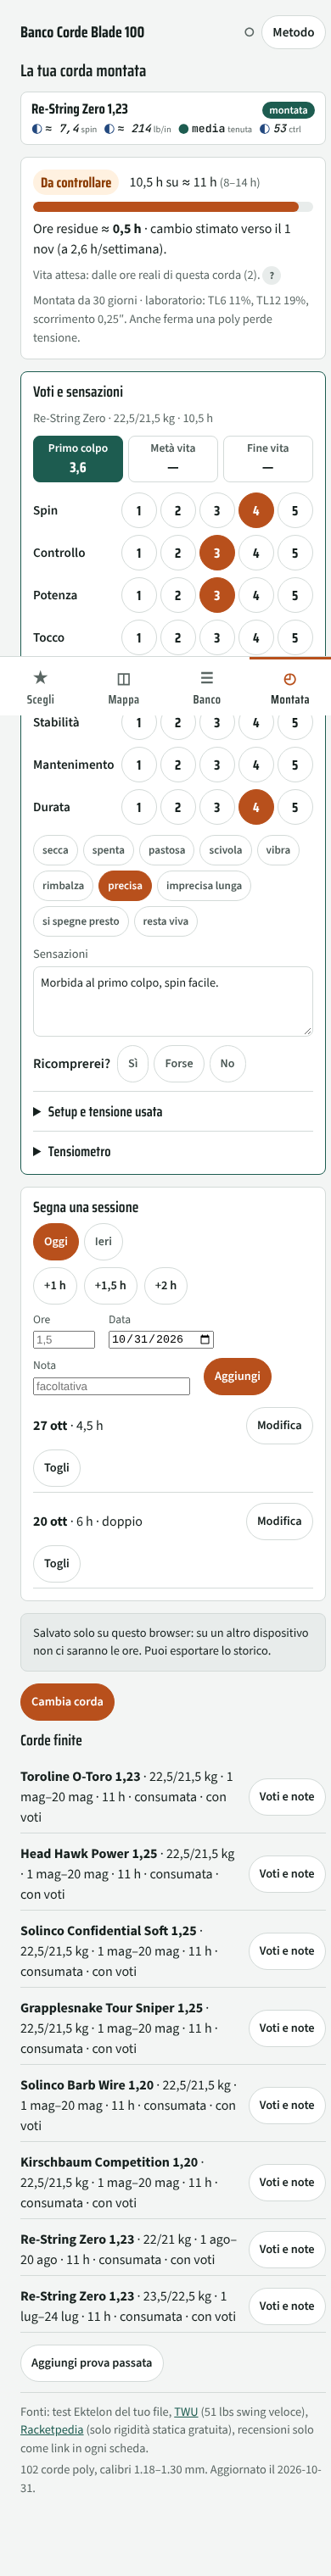 Banco Corde Blade 100
Metodo
La tua corda montata
Re-String Zero 1,23
montata
≈ 7,4 spin ≈ 214 lb/in media tenuta 53 ctrl
Da controllare 10,5 h su ≈ 11 h (8–14 h)
Ore residue ≈ 0,5 h · cambio stimato verso il 1
nov (a 2,6 h/settimana).
Vita attesa: dalle ore reali di questa corda (2). ?
Montata da 30 giorni · laboratorio: TL6 11%, TL12 19%,
scorrimento 0,25". Anche ferma una poly perde
tensione.
Voti e sensazioni
Re-String Zero · 22,5/21,5 kg · 10,5 h
Primo colpo
3,6
Metà vita
—
Fine vita
—
Spin 1 2 3 4 5
Controllo 1 2 3 4 5
Potenza 1 2 3 4 5
Tocco 1 2 3 4 5
Scegli
Mappa
Banco
Montata
Stabilità 1 2 3 4 5
Mantenimento 1 2 3 4 5
Durata 1 2 3 4 5
secca spenta pastosa scivola vibra
rimbalza precisa imprecisa lunga
si spegne presto resta viva
Sensazioni
Morbida al primo colpo, spin facile.
Ricomprerei? Sì Forse No
Setup e tensione usata
Tensiometro
Segna una sessione
Oggi Ieri
+1 h +1,5 h +2 h
Ore Data
1,5 10/31/2026
Nota
facoltativa
Aggiungi
27 ott · 4,5 h Modifica
Togli
20 ott · 6 h · doppio Modifica
Togli
Salvato solo su questo browser: su un altro dispositivo
non ci saranno le ore. Puoi esportare lo storico.
Cambia corda
Corde finite
Toroline O-Toro 1,23 · 22,5/21,5 kg · 1
mag–20 mag · 11 h · consumata · con
voti
Voti e note
Head Hawk Power 1,25 · 22,5/21,5 kg
· 1 mag–20 mag · 11 h · consumata ·
con voti
Voti e note
Solinco Confidential Soft 1,25 ·
22,5/21,5 kg · 1 mag–20 mag · 11 h ·
consumata · con voti
Voti e note
Grapplesnake Tour Sniper 1,25 ·
22,5/21,5 kg · 1 mag–20 mag · 11 h ·
consumata · con voti
Voti e note
Solinco Barb Wire 1,20 · 22,5/21,5 kg ·
1 mag–20 mag · 11 h · consumata · con
voti
Voti e note
Kirschbaum Competition 1,20 ·
22,5/21,5 kg · 1 mag–20 mag · 11 h ·
consumata · con voti
Voti e note
Re-String Zero 1,23 · 22/21 kg · 1 ago–
20 ago · 11 h · consumata · con voti
Voti e note
Re-String Zero 1,23 · 23,5/22,5 kg · 1
lug–24 lug · 11 h · consumata · con voti
Voti e note
Aggiungi prova passata
Fonti: test Ektelon del tuo file, TWU (51 lbs swing veloce),
Racketpedia (solo rigidità statica gratuita), recensioni solo
come link in ogni scheda.
102 corde poly, calibri 1.18–1.30 mm. Aggiornato il 2026-10-
31.